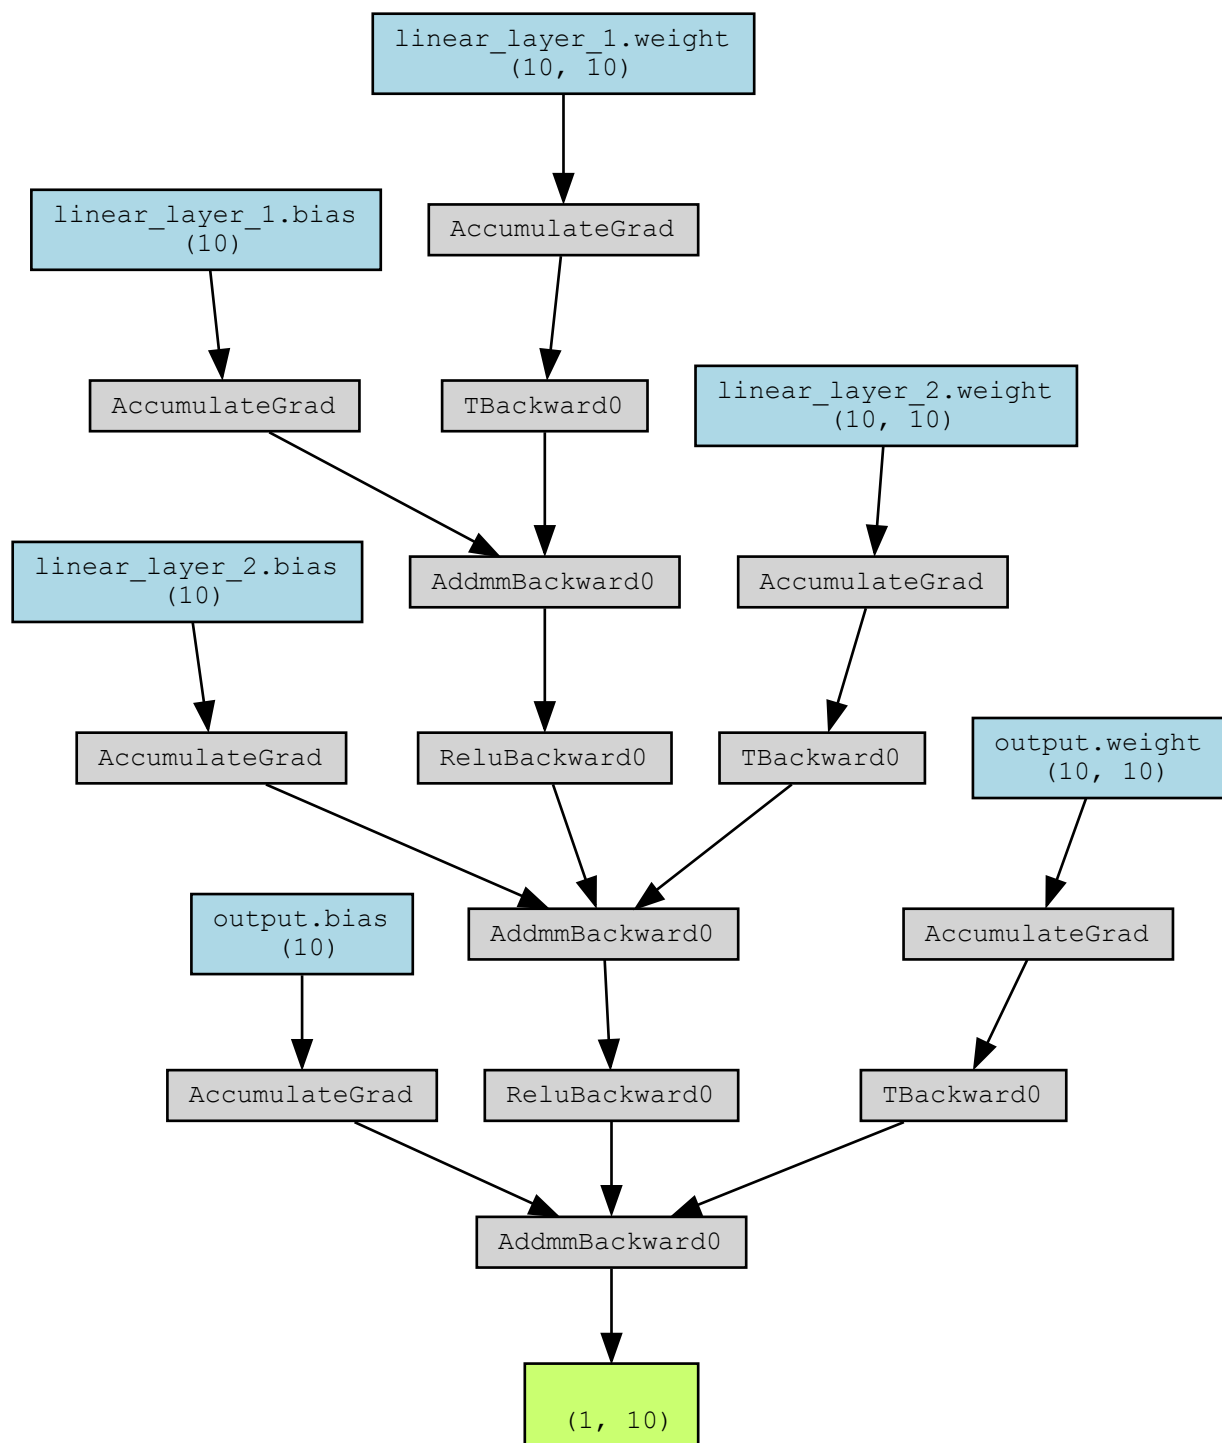 linear_layer_1.weight
(10, 10)
linear_layer_1.bias
(10)
AccumulateGrad
AccumulateGrad
TBackward0
linear_layer_2.weight
(10, 10)
linear_layer_2.bias
(10)
AddmmBackward0
AccumulateGrad
AccumulateGrad
ReluBackward0
TBackward0
output.weight
(10, 10)
output.bias
(10)
AddmmBackward0
AccumulateGrad
AccumulateGrad
ReluBackward0
TBackward0
AddmmBackward0
(1, 10)